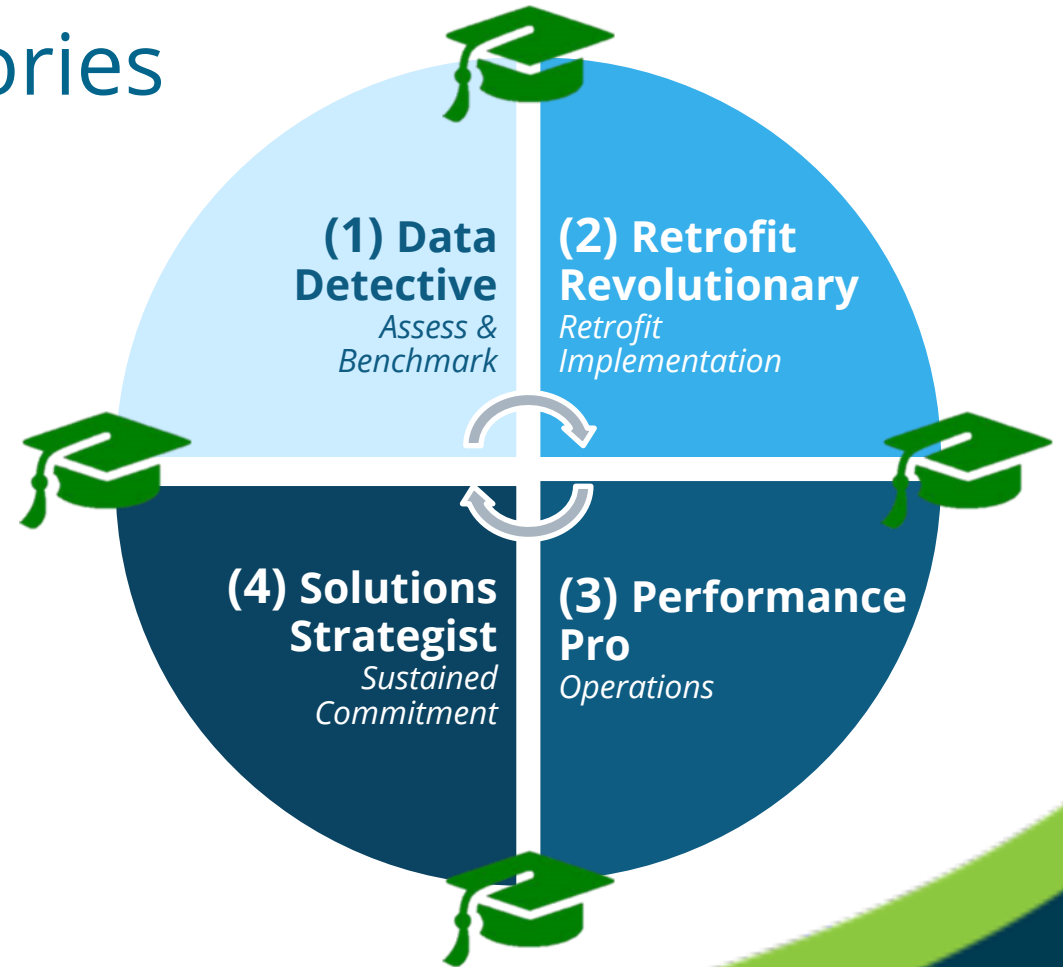 ories
(1) Data
Detective
Assess &
Benchmark
(2) Retrofit
Revolutionary
Retrofit
Implementation
(3) Performance
Pro
Operations
(4) Solutions
Strategist
Sustained
Commitment